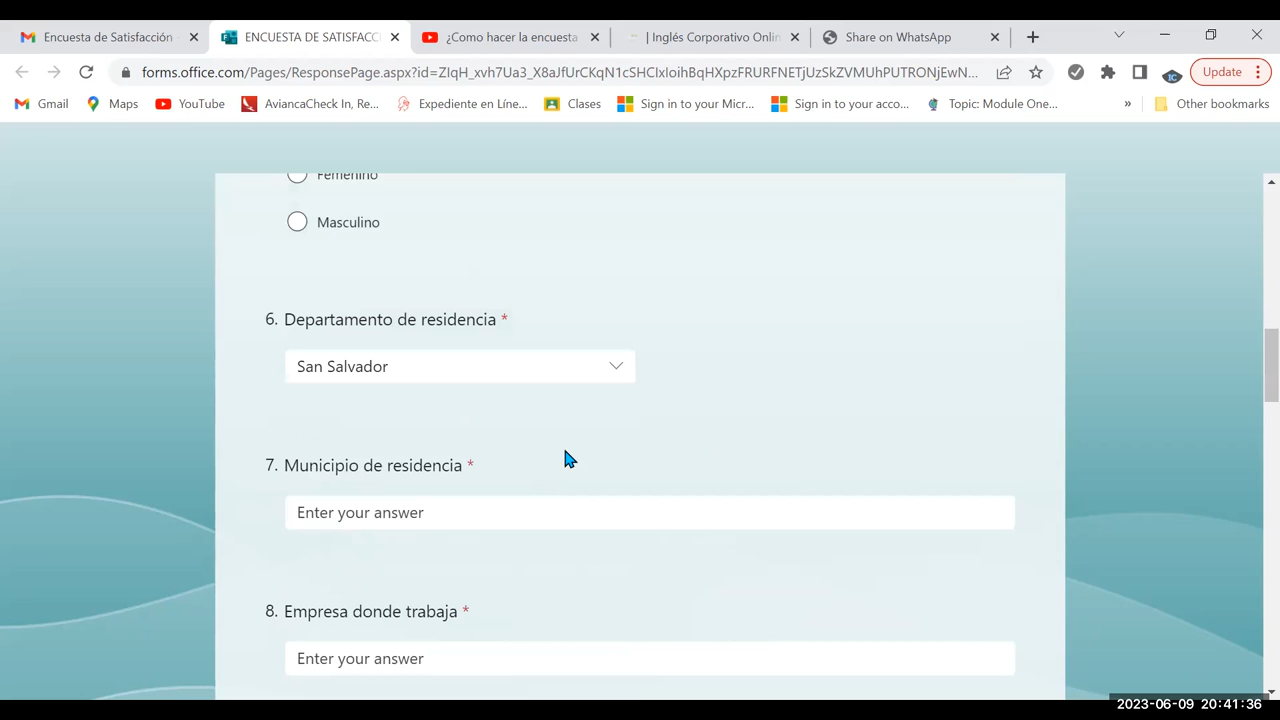 Encuesta de Satisfacción -
ENCUESTA DE SATISFACC
¿Como hacer la encuesta
| Inglés Corporativo Onlin
Share on WhatsApp
forms.office.com/Pages/ResponsePage.aspx?id=ZIqH_xvh7Ua3_X8aJfUrCKqN1cSHClxIoihBqHXpzFRURFNETjUzSkZVMUhPUTRONjEwN...
Update
Gmail
Maps
YouTube
AviancaCheck In, Re...
Expediente en Líne...
Clases
Sign in to your Micr...
Sign in to your acco...
Topic: Module One...
»
Other bookmarks
Femenino
Masculino
6. Departamento de residencia *
San Salvador
7. Municipio de residencia *
Enter your answer
8. Empresa donde trabaja *
Enter your answer
2023-06-09 20:41:36